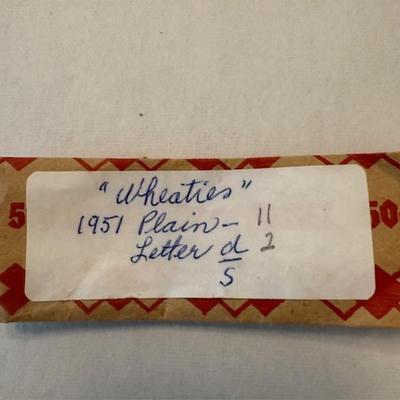 "Wheaties"
1951 Plain - 11
Letter d 2
S
5
50